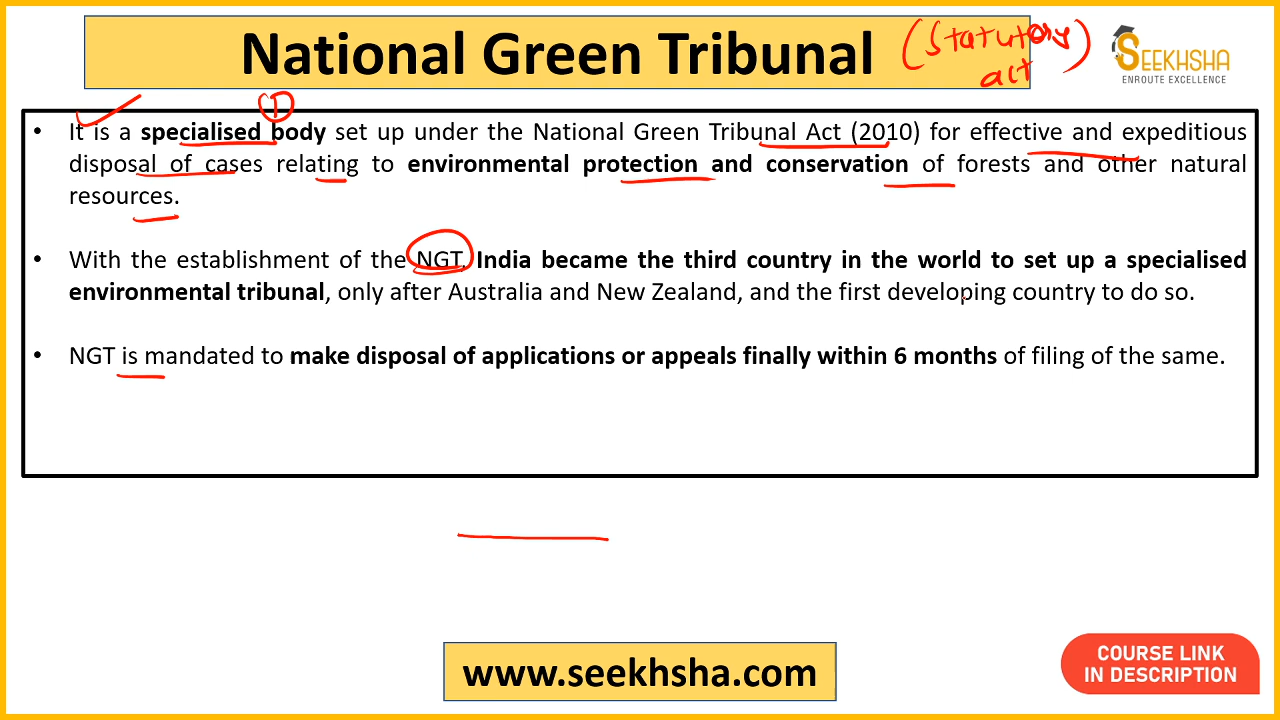 National Green Tribunal (Statutory
act)
SEEKHSHA
ENROUTE EXCELLENCE
①
• It is a specialised body set up under the National Green Tribunal Act (2010) for effective and expeditious
disposal of cases relating to environmental protection and conservation of forests and other natural
resources.
• With the establishment of the NGT, India became the third country in the world to set up a specialised
environmental tribunal, only after Australia and New Zealand, and the first developing country to do so.
• NGT is mandated to make disposal of applications or appeals finally within 6 months of filing of the same.
www.seekhsha.com
COURSE LINK
IN DESCRIPTION